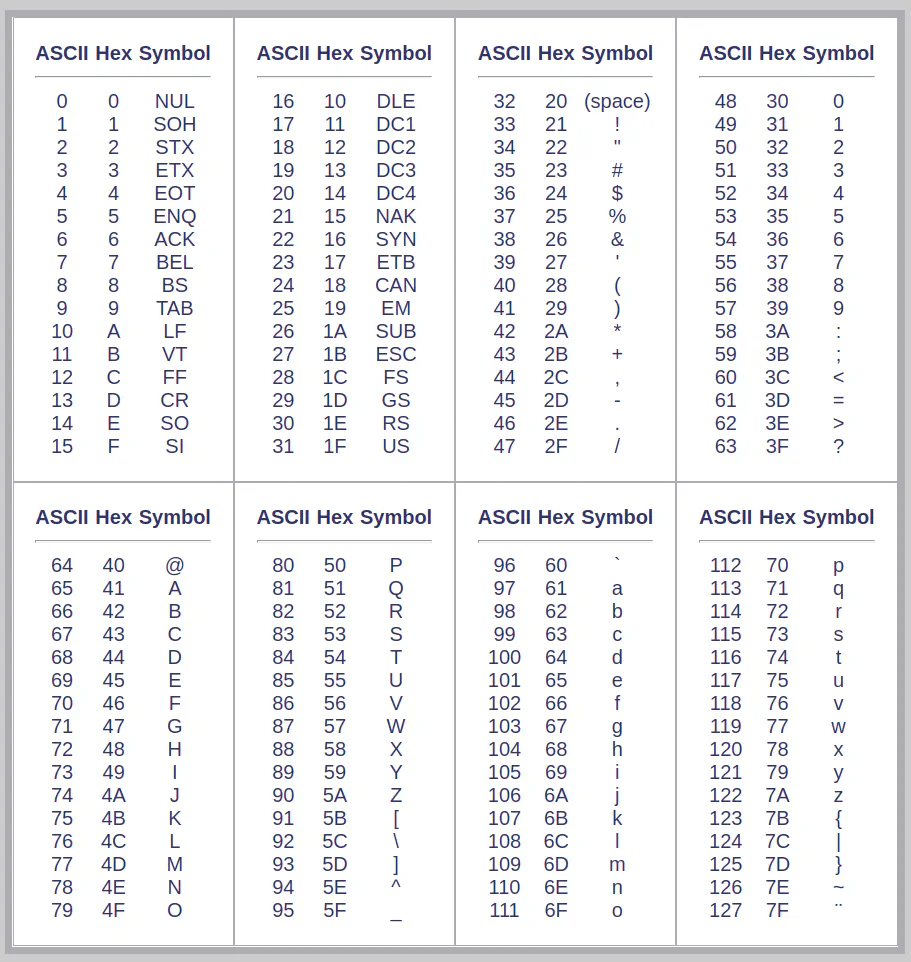 ASCII Hex Symbol
0 0 NUL
1 1 SOH
2 2 STX
3 3 ETX
4 4 EOT
5 5 ENQ
6 6 ACK
7 7 BEL
8 8 BS
9 9 TAB
10 A LF
11 B VT
12 C FF
13 D CR
14 E SO
15 F SI
ASCII Hex Symbol
16 10 DLE
17 11 DC1
18 12 DC2
19 13 DC3
20 14 DC4
21 15 NAK
22 16 SYN
23 17 ETB
24 18 CAN
25 19 EM
26 1A SUB
27 1B ESC
28 1C FS
29 1D GS
30 1E RS
31 1F US
ASCII Hex Symbol
32 20 (space)
33 21 !
34 22 "
35 23 #
36 24 $
37 25 %
38 26 &
39 27 '
40 28 (
41 29 )
42 2A *
43 2B +
44 2C ,
45 2D -
46 2E .
47 2F /
ASCII Hex Symbol
48 30 0
49 31 1
50 32 2
51 33 3
52 34 4
53 35 5
54 36 6
55 37 7
56 38 8
57 39 9
58 3A :
59 3B ;
60 3C <
61 3D =
62 3E >
63 3F ?
ASCII Hex Symbol
64 40 @
65 41 A
66 42 B
67 43 C
68 44 D
69 45 E
70 46 F
71 47 G
72 48 H
73 49 I
74 4A J
75 4B K
76 4C L
77 4D M
78 4E N
79 4F O
ASCII Hex Symbol
80 50 P
81 51 Q
82 52 R
83 53 S
84 54 T
85 55 U
86 56 V
87 57 W
88 58 X
89 59 Y
90 5A Z
91 5B [
92 5C \
93 5D ]
94 5E ^
95 5F _
ASCII Hex Symbol
96 60 `
97 61 a
98 62 b
99 63 c
100 64 d
101 65 e
102 66 f
103 67 g
104 68 h
105 69 i
106 6A j
107 6B k
108 6C l
109 6D m
110 6E n
111 6F o
ASCII Hex Symbol
112 70 p
113 71 q
114 72 r
115 73 s
116 74 t
117 75 u
118 76 v
119 77 w
120 78 x
121 79 y
122 7A z
123 7B {
124 7C |
125 7D }
126 7E ~
127 7F ¨